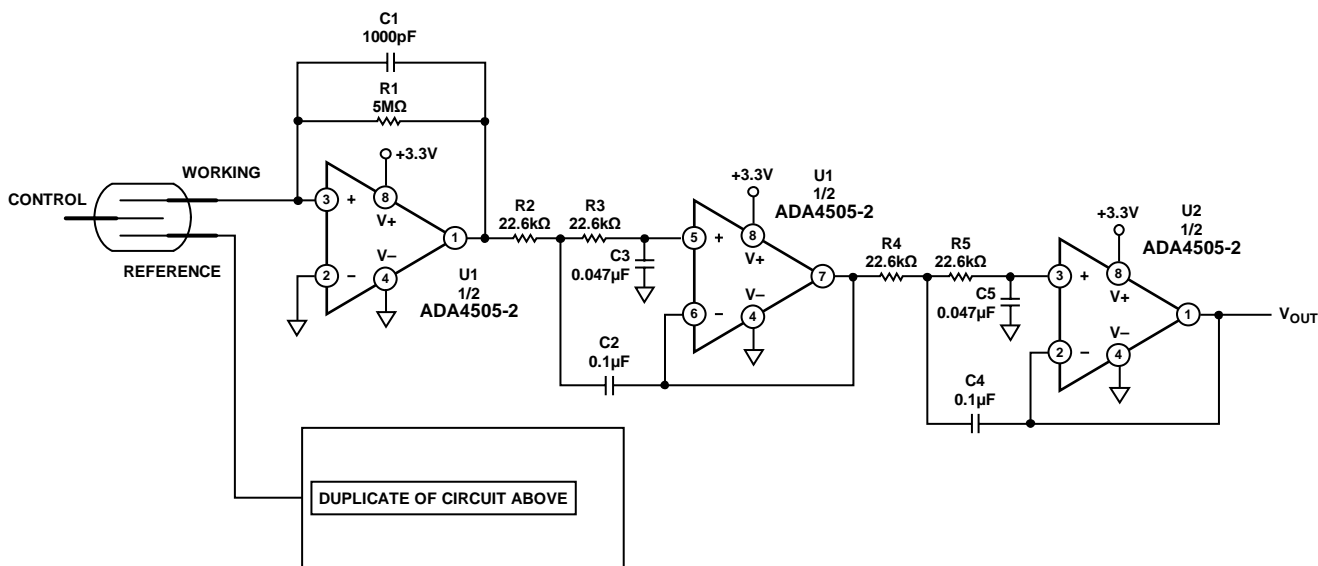 C1
1000pF
R1
5MΩ
+3.3V
WORKING
CONTROL
REFERENCE
3
+
8
V+
1
2
–
V–
4
U1
1/2
ADA4505-2
R2
22.6kΩ
R3
22.6kΩ
C3
0.047µF
C2
0.1µF
+3.3V
U1
1/2
ADA4505-2
5
+
8
V+
7
6
–
V–
4
R4
22.6kΩ
R5
22.6kΩ
C5
0.047µF
C4
0.1µF
+3.3V
U2
1/2
ADA4505-2
3
+
8
V+
1
2
–
V–
4
VOUT
DUPLICATE OF CIRCUIT ABOVE